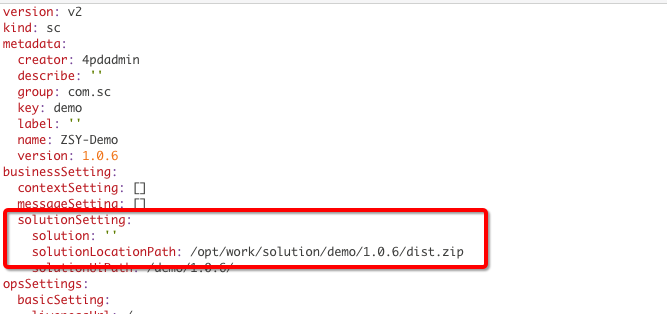 version: v2
kind: sc
metadata:
  creator: 4pdadmin
  describe: ''
  group: com.sc
  key: demo
  label: ''
  name: ZSY-Demo
  version: 1.0.6
businessSetting:
  contextSetting: []
  messageSetting: []
  solutionSetting:
    solution: ''
    solutionLocationPath: /opt/work/solution/demo/1.0.6/dist.zip
    solutionUiPath: /demo/1.0.6/
opsSettings:
  basicSetting:
    livenessUrl: /